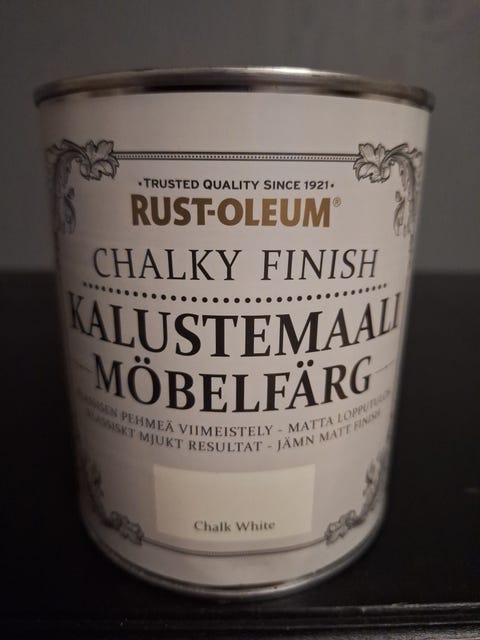 • TRUSTED QUALITY SINCE 1921 •
RUST-OLEUM®
CHALKY FINISH
KALUSTEMAALI
MÖBELFÄRG
PEHMEÄ VIIMEISTELY - MATTA LOPPUTULOS
KLASSISKT MJUKT RESULTAT - JÄMN MATT FINISH
Chalk White